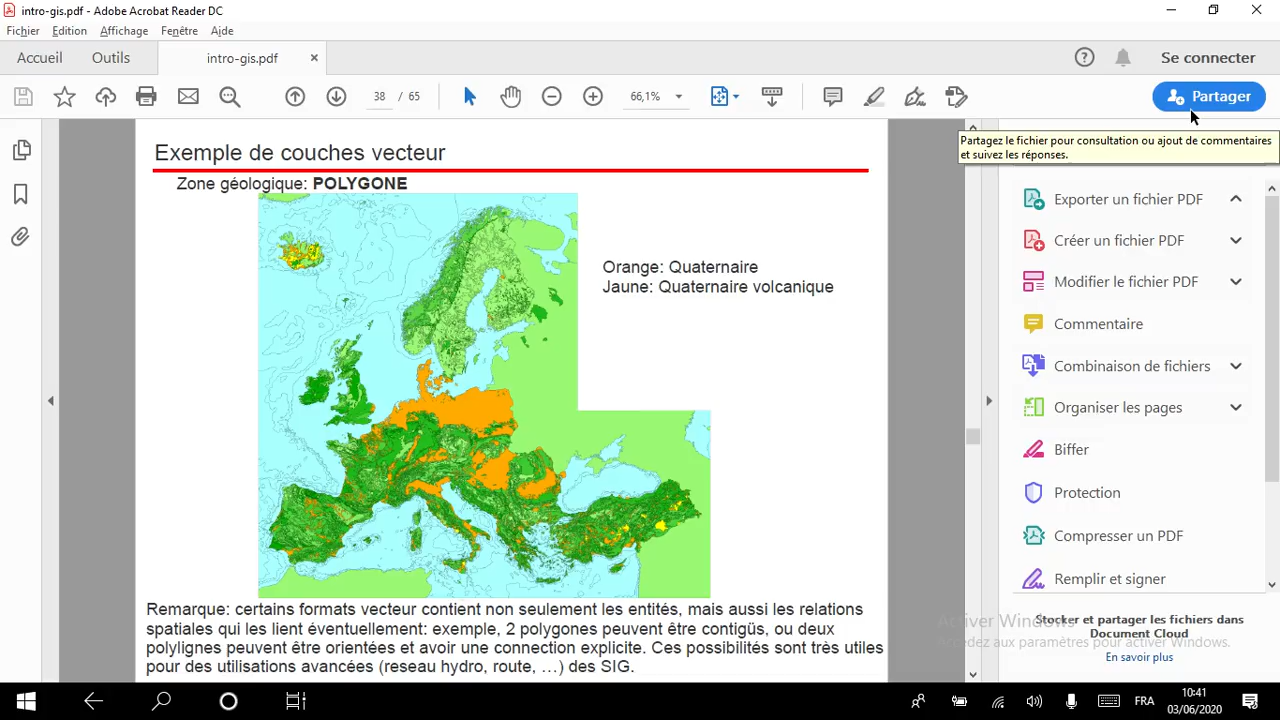 intro-gis.pdf - Adobe Acrobat Reader DC
Fichier Edition Affichage Fenêtre Aide
Accueil Outils intro-gis.pdf × Se connecter
38 / 65 66,1% Partager
Partagez le fichier pour consultation ou ajout de commentaires
et suivez les réponses.
Exemple de couches vecteur
Zone géologique: POLYGONE
Orange: Quaternaire
Jaune: Quaternaire volcanique
Remarque: certains formats vecteur contient non seulement les entités, mais aussi les relations
spatiales qui les lient éventuellement: exemple, 2 polygones peuvent être contigüs, ou deux
polylignes peuvent être orientées et avoir une connection explicite. Ces possibilités sont très utiles
pour des utilisations avancées (reseau hydro, route, …) des SIG.
Exporter un fichier PDF
Créer un fichier PDF
Modifier le fichier PDF
Commentaire
Combinaison de fichiers
Organiser les pages
Biffer
Protection
Compresser un PDF
Remplir et signer
Activer Windows
Accédez aux paramètres pour activer Windows.
Stocker et partager les fichiers dans
Document Cloud
En savoir plus
FRA 10:41
03/06/2020